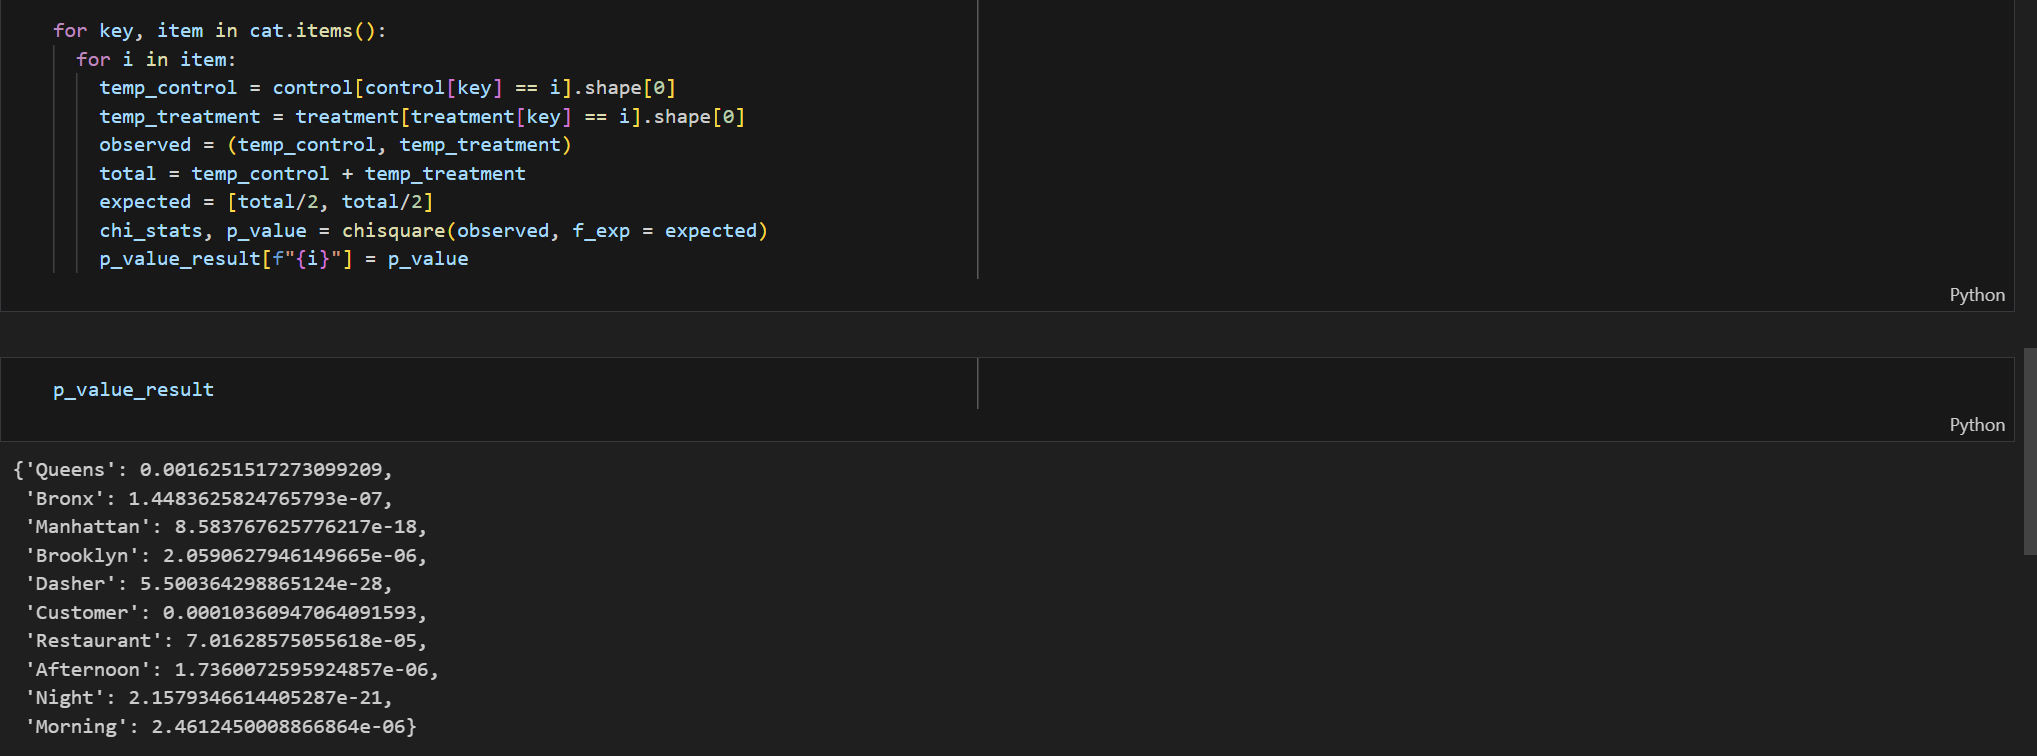 for key, item in cat.items():
for i in item:
temp_control = control[control[key] == i].shape[0]
temp_treatment = treatment[treatment[key] == i].shape[0]
observed = (temp_control, temp_treatment)
total = temp_control + temp_treatment
expected = [total/2, total/2]
chi_stats, p_value = chisquare(observed, f_exp = expected)
p_value_result[f"{i}"] = p_value
Python
p_value_result
Python
{'Queens': 0.0016251517273099209,
'Bronx': 1.4483625824765793e-07,
'Manhattan': 8.583767625776217e-18,
'Brooklyn': 2.0590627946149665e-06,
'Dasher': 5.500364298865124e-28,
'Customer': 0.00010360947064091593,
'Restaurant': 7.01628575055618e-05,
'Afternoon': 1.7360072595924857e-06,
'Night': 2.1579346614405287e-21,
'Morning': 2.4612450008866864e-06}